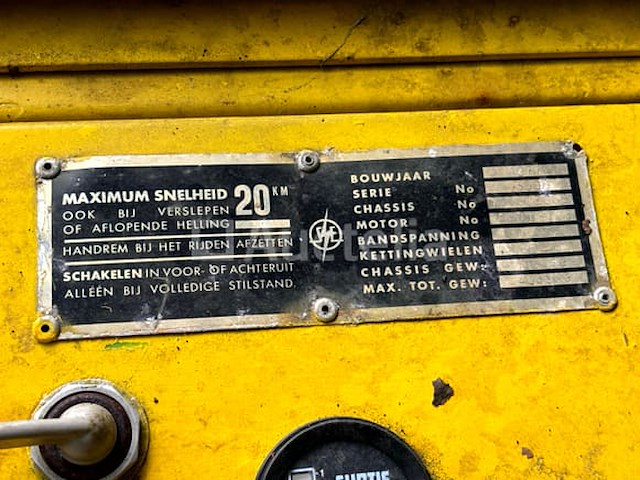 MAXIMUM SNELHEID 20 KM
OOK BIJ VERSLEPEN
OF AFLOPENDE HELLING
HANDREM BIJ HET RIJDEN AFZETTEN
SCHAKELEN IN VOOR- OF ACHTERUIT
ALLÉÉN BIJ VOLLEDIGE STILSTAND.
BOUWJAAR
SERIE No
CHASSIS No
MOTOR No
BANDSPANNING
KETTINGWIELEN
CHASSIS GEW:
MAX. TOT. GEW: